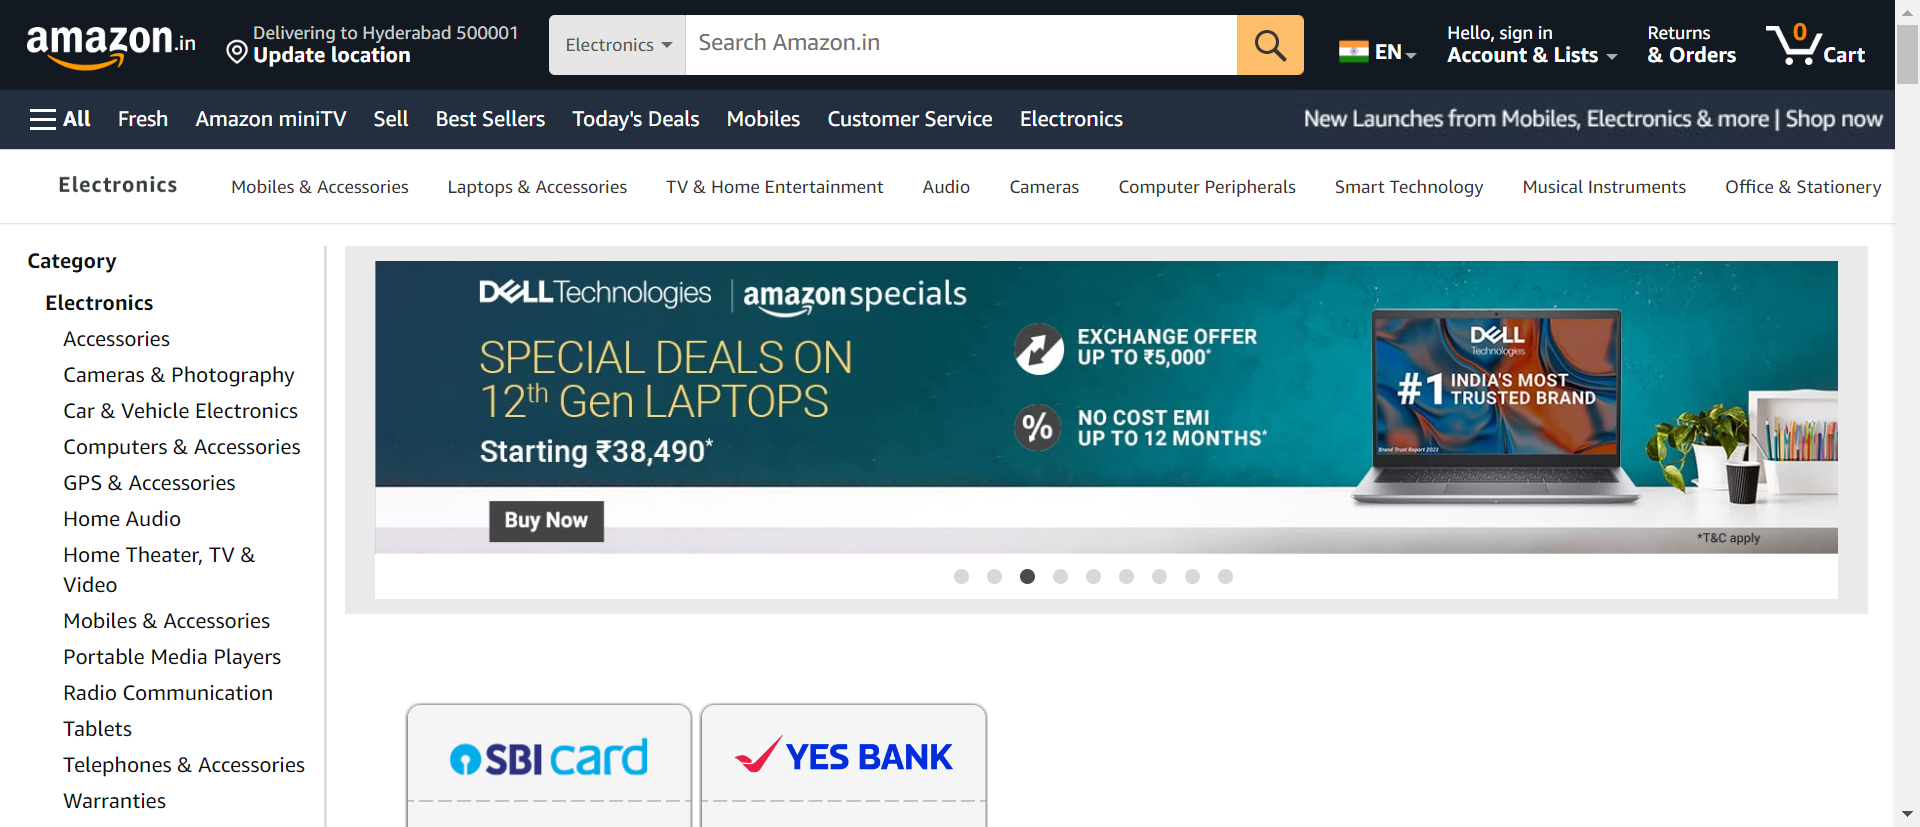 amazon.in
Delivering to Hyderabad 500001
Update location
Electronics
Search Amazon.in
EN
Hello, sign in
Account & Lists
Returns
& Orders
0
Cart
All
Fresh
Amazon miniTV
Sell
Best Sellers
Today's Deals
Mobiles
Customer Service
Electronics
New Launches from Mobiles, Electronics & more | Shop now
Electronics
Mobiles & Accessories
Laptops & Accessories
TV & Home Entertainment
Audio
Cameras
Computer Peripherals
Smart Technology
Musical Instruments
Office & Stationery
Category
Electronics
Accessories
Cameras & Photography
Car & Vehicle Electronics
Computers & Accessories
GPS & Accessories
Home Audio
Home Theater, TV &
Video
Mobiles & Accessories
Portable Media Players
Radio Communication
Tablets
Telephones & Accessories
Warranties
DELL Technologies | amazon specials
SPECIAL DEALS ON
12th Gen LAPTOPS
Starting ₹38,490*
Buy Now
EXCHANGE OFFER
UP TO ₹5,000*
%
NO COST EMI
UP TO 12 MONTHS*
DELL
Technologies
#1 INDIA'S MOST
TRUSTED BRAND
Brand Trust Report 2023
*T&C apply
SBI card
YES BANK